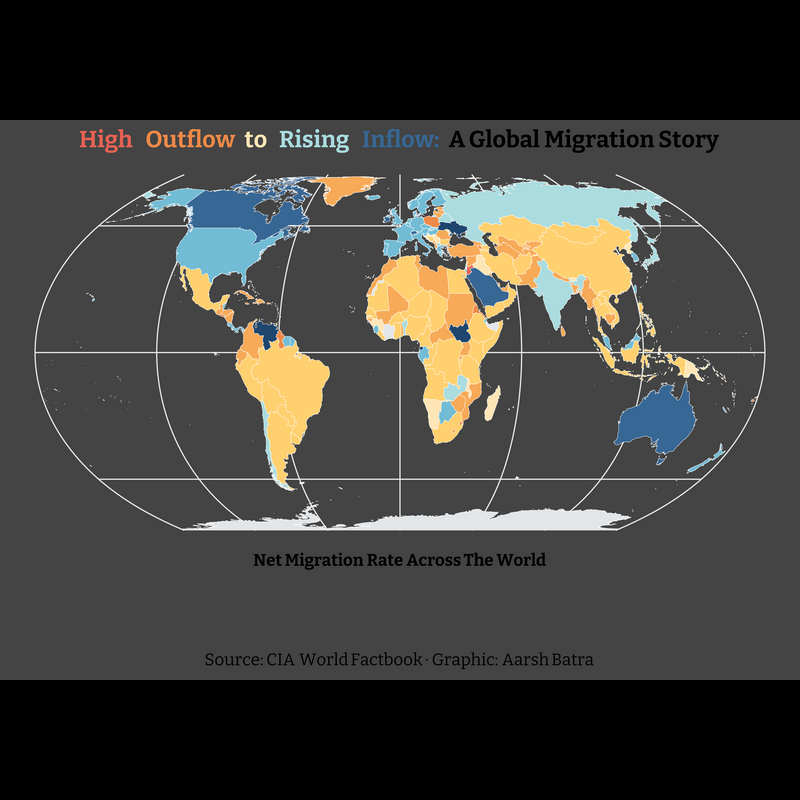 High Outflow to Rising Inflow: A Global Migration Story
Net Migration Rate Across The World
Source: CIA World Factbook · Graphic: Aarsh Batra